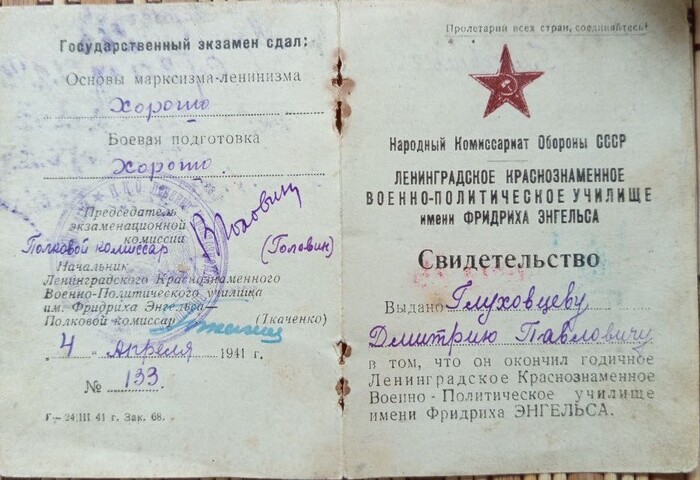 Государственный экзамен сдал:
Основы марксизма-ленинизма
Хорошо
Боевая подготовка
Хорошо
Председатель
экзаменационной
комиссии
Полковой комиссар (Головин)
Начальник
Ленинградского Краснознаменного
Военно-Политического училища
им. Фридриха Энгельса—
Полковой комиссар (Ткаченко)
"4" апреля 1941 г.
№ 133
Г—24/III 41 г. Зак. 68.
Пролетарии всех стран, соединяйтесь!
Народный Комиссариат Обороны СССР
ЛЕНИНГРАДСКОЕ КРАСНОЗНАМЕННОЕ
ВОЕННО-ПОЛИТИЧЕСКОЕ УЧИЛИЩЕ
имени ФРИДРИХА ЭНГЕЛЬСА
Свидетельство
Выдано Глуховцеву
Дмитрию Павловичу
в том, что он окончил годичное
Ленинградское Краснознаменное
Военно-Политическое училище
имени Фридриха ЭНГЕЛЬСА.